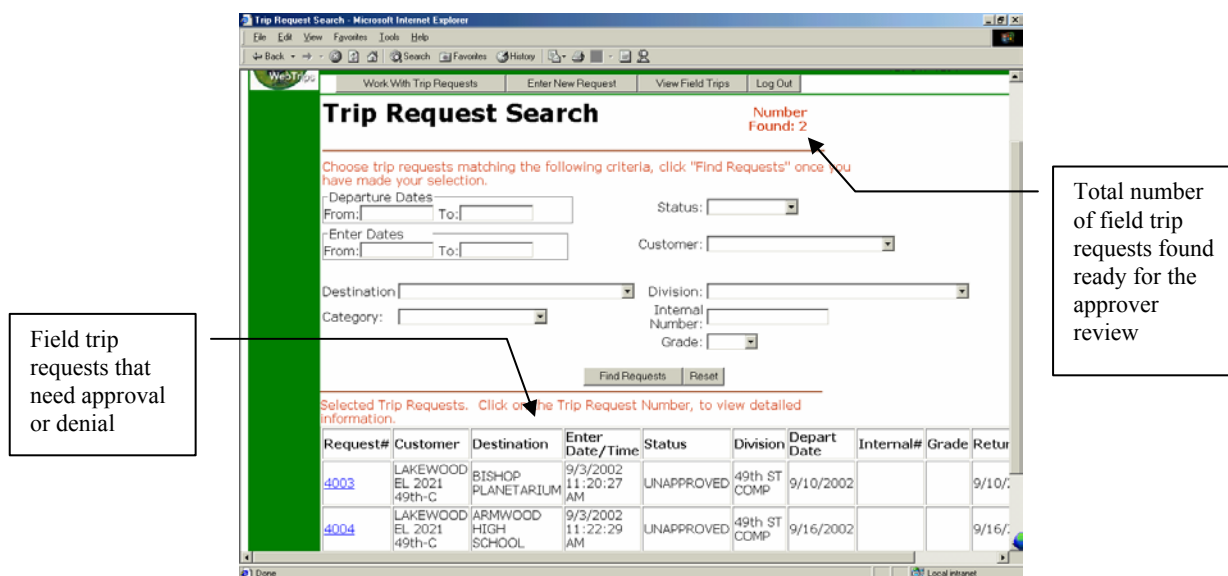 Trip Request Search - Microsoft Internet Explorer
File Edit View Favorites Tools Help
Back Search Favorites History
WebTrips
Work With Trip Requests Enter New Request View Field Trips Log Out
Trip Request Search
Number
Found: 2
Choose trip requests matching the following criteria, click "Find Requests" once you
have made your selection.
Departure Dates
From: To:
Status:
Enter Dates
From: To:
Customer:
Destination
Division:
Category:
Internal
Number:
Grade:
Find Requests Reset
Selected Trip Requests. Click on the Trip Request Number, to view detailed
information.
Request# Customer Destination Enter Date/Time Status Division Depart Date Internal# Grade Retur
4003 LAKEWOOD EL 2021 49th-C BISHOP PLANETARIUM 9/3/2002 11:20:27 AM UNAPPROVED 49th ST COMP 9/10/2002 9/10/
4004 LAKEWOOD EL 2021 49th-C ARMWOOD HIGH SCHOOL 9/3/2002 11:22:29 AM UNAPPROVED 49th ST COMP 9/16/2002 9/16/
Done Local intranet
Total number
of field trip
requests found
ready for the
approver
review
Field trip
requests that
need approval
or denial